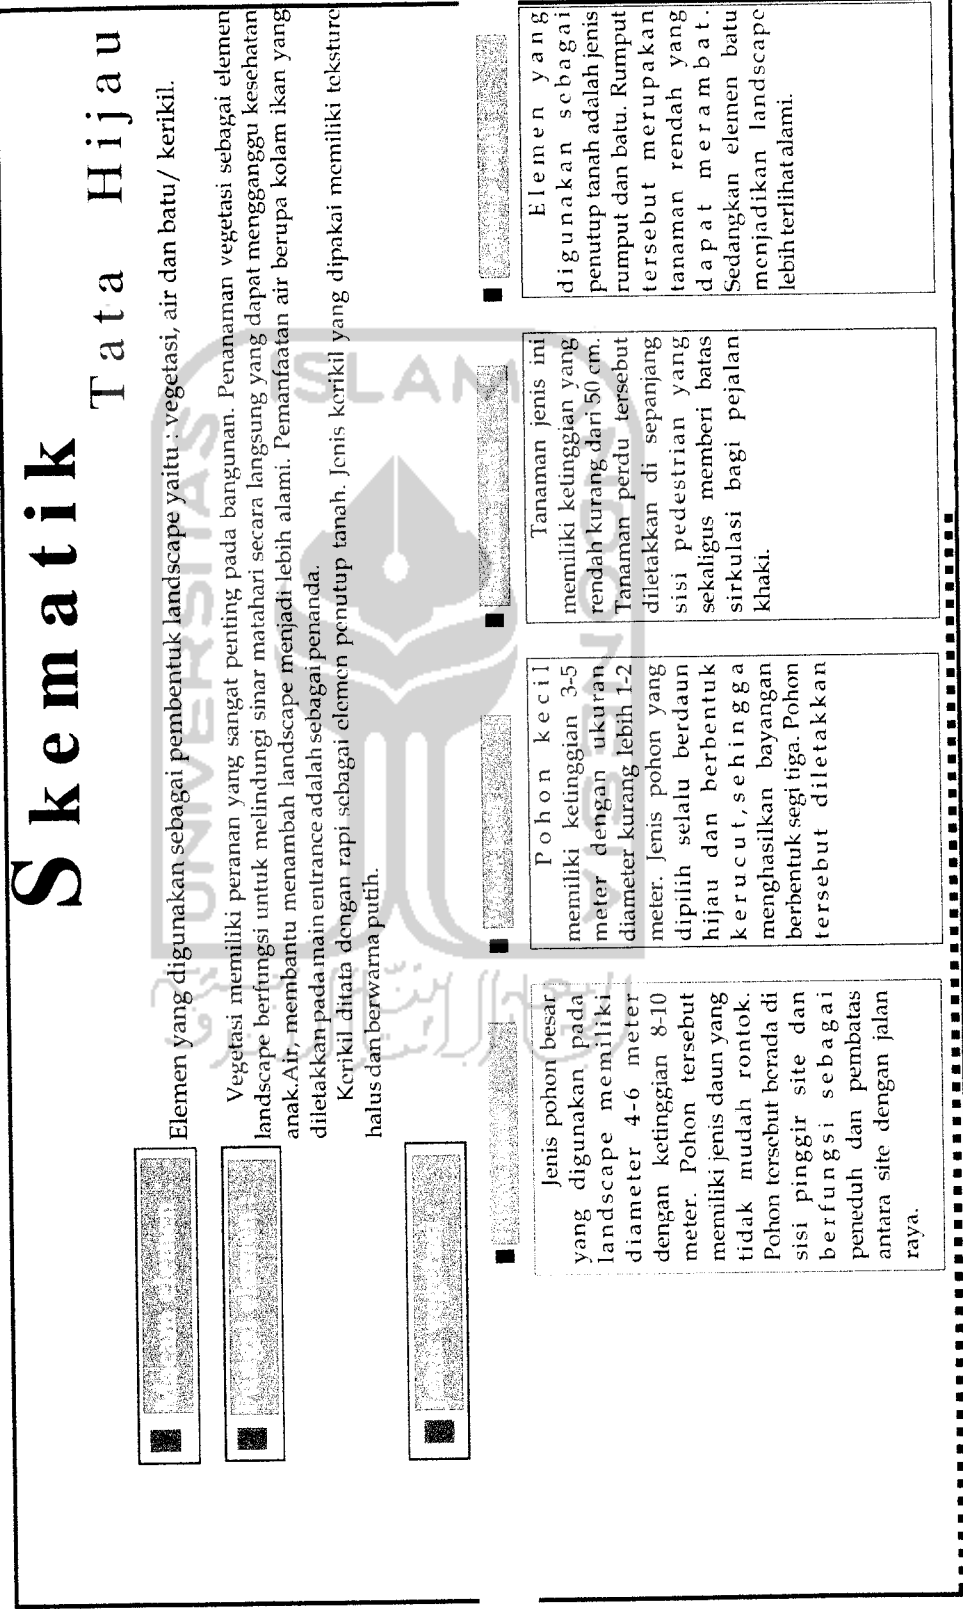 Skematik
Tata Hijau
Elemen yang digunakan sebagai pembentuk landscape yaitu : vegetasi, air dan batu/ kerikil.
Vegetasi memiliki peranan yang sangat penting pada bangunan. Penanaman vegetasi sebagai elemen
landscape berfungsi untuk melindungi sinar matahari secara langsung yang dapat mengganggu kesehatan
anak.Air, membantu menambah landscape menjadi lebih alami. Pemanfaatan air berupa kolam ikan yang
diletakkan pada main entrance adalah sebagai penanda.
Kerikil ditata dengan rapi sebagai elemen penutup tanah. Jenis kerikil yang dipakai memiliki teksture
halus dan berwarna putih.
Jenis pohon besar
yang digunakan pada
landscape memiliki
diameter 4-6 meter
dengan ketinggian 8-10
meter. Pohon tersebut
memiliki jenis daun yang
tidak mudah rontok.
Pohon tersebut berada di
sisi pinggir site dan
berfungsi sebagai
peneduh dan pembatas
antara site dengan jalan
raya.
Pohon kecil
memiliki ketinggian 3-5
meter dengan ukuran
diameter kurang lebih 1-2
meter. Jenis pohon yang
dipilih selalu berdaun
hijau dan berbentuk
kerucut,sehingga
menghasilkan bayangan
berbentuk segi tiga. Pohon
tersebut diletakkan
Tanaman jenis ini
memiliki ketinggian yang
rendah kurang dari 50 cm.
Tanaman perdu tersebut
diletakkan di sepanjang
sisi pedestrian yang
sekaligus memberi batas
sirkulasi bagi pejalan
khaki.
Elemen yang
digunakan sebagai
penutup tanah adalah jenis
rumput dan batu. Rumput
tersebut merupakan
tanaman rendah yang
dapat merambat.
Sedangkan elemen batu
menjadikan landscape
lebih terlihat alami.
UNIVERSITAS
ISLAM
INDONESIA